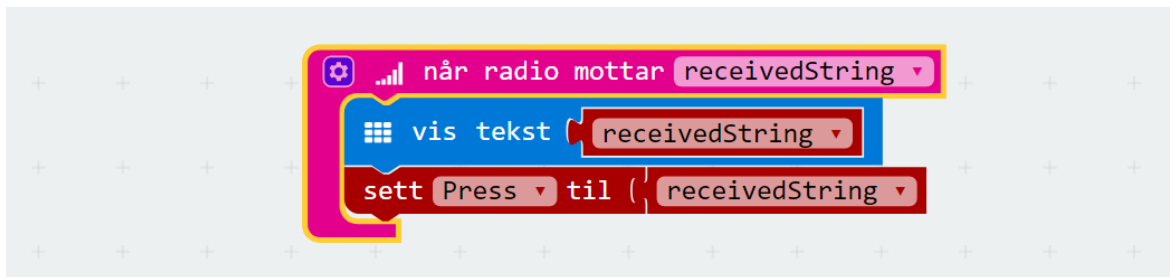 når radio mottar receivedString
vis tekst receivedString
sett Press til ( receivedString